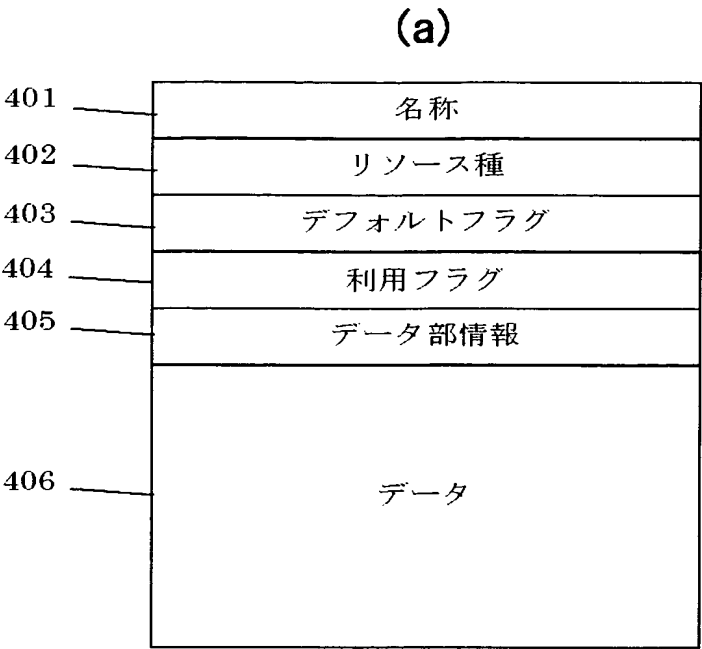 (a)
401 名称
402 リソース種
403 デフォルトフラグ
404 利用フラグ
405 データ部情報
406 データ